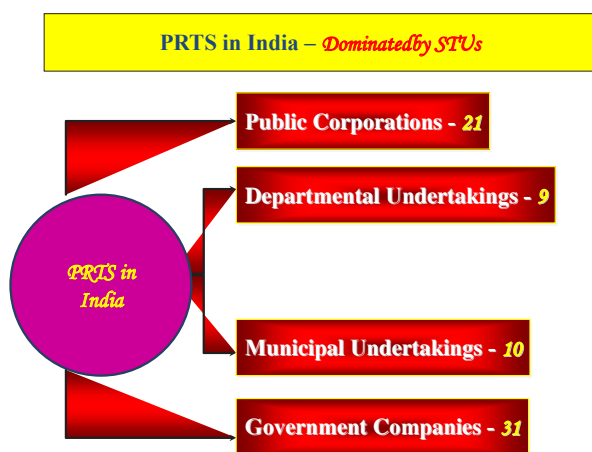 PRTS in India – Dominatedby STUs
Public Corporations - 21
Departmental Undertakings - 9
PRTS in
India
Municipal Undertakings - 10
Government Companies - 31